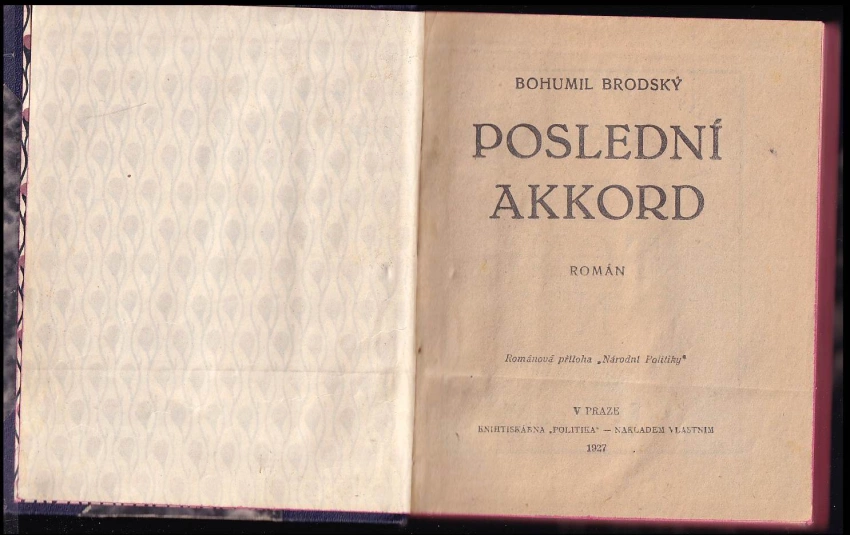 BOHUMIL BRODSKÝ
POSLEDNÍ
AKKORD
ROMÁN
Románová příloha „Národní Politiky“
V PRAZE
KNIHTISKÁRNA „POLITIKA“ — NÁKLADEM VLASTNÍM
1927